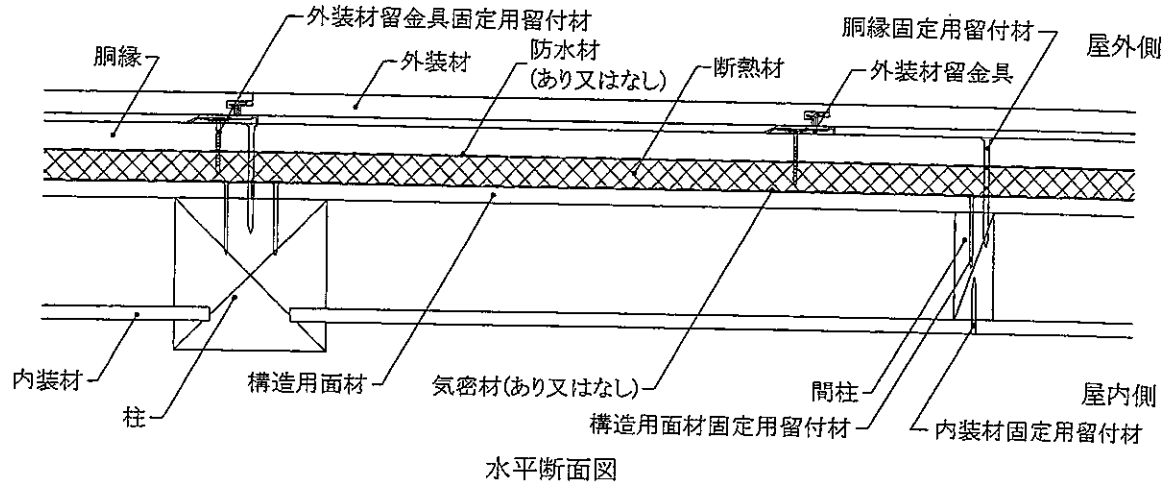 外装材留金具固定用留付材
胴縁固定用留付材
屋外側
胴縁
外装材
防水材
(あり又はなし)
断熱材
外装材留金具
内装材
柱
構造用面材
気密材(あり又はなし)
間柱
屋内側
構造用面材固定用留付材
内装材固定用留付材
水平断面図